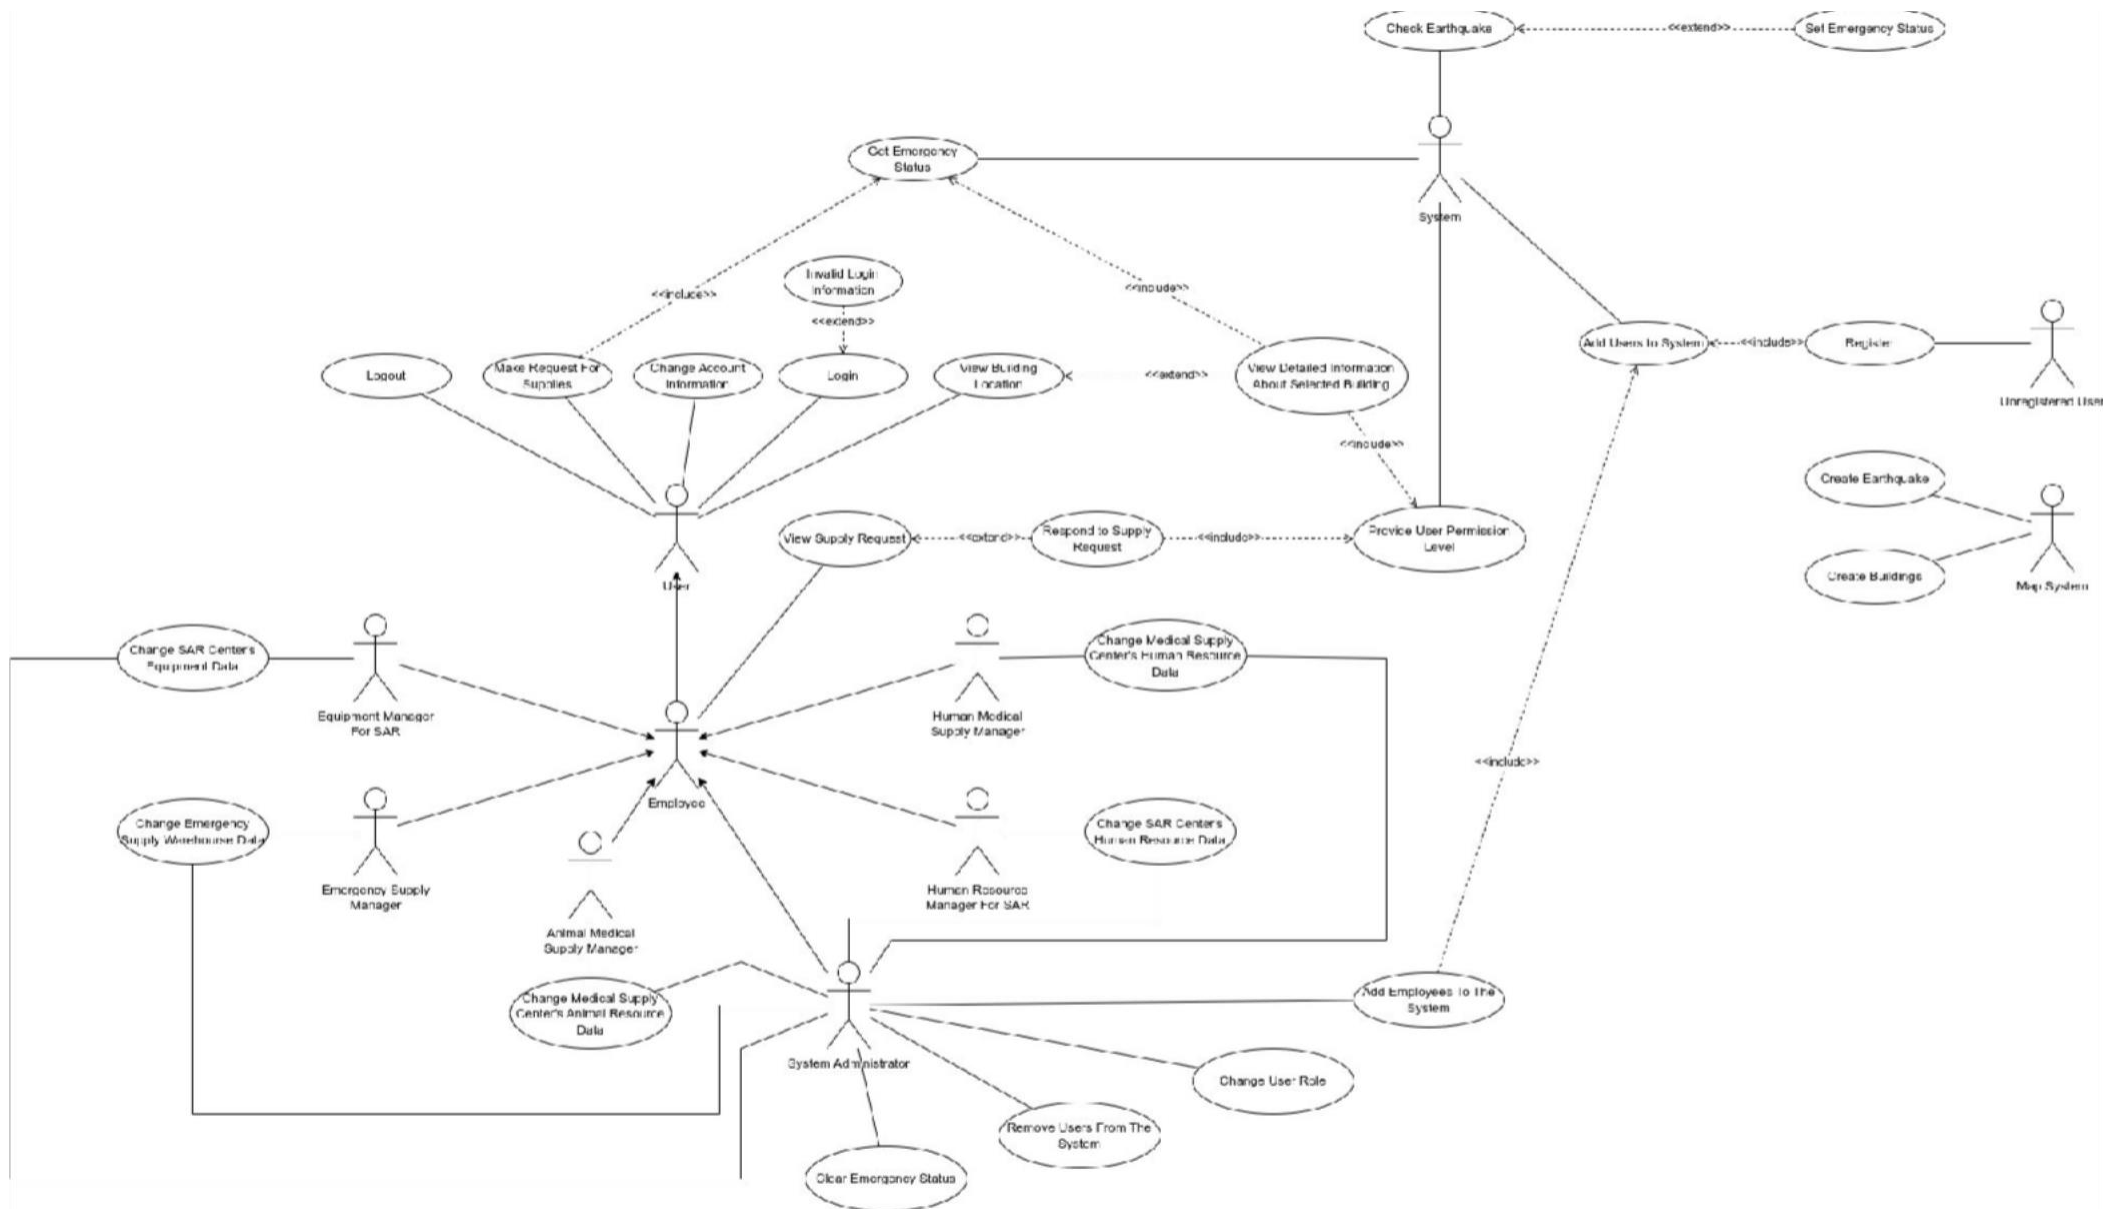 Check Earthquake
<<extend>>
Set Emergency Status
Get Emergency
Status
System
Invalid Login
Information
<<include>>
<<include>>
<<extend>>
Add Users to System
<<include>>
Register
Unregistered User
Logout
Make Request For
Supplies
Change Account
Information
Login
View Building
Location
<<extend>>
View Detailed Information
About Selected Building
<<include>>
Create Earthquake
User
View Supply Request
<<extend>>
Respond to Supply
Request
<<include>>
Provide User Permission
Level
Create Buildings
Map System
Change SAR Center's
Equipment Data
Equipment Manager
For SAR
Human Medical
Supply Manager
Change Medical Supply
Center's Human Resource
Data
<<include>>
Employee
Change Emergency
Supply Warehouse Data
Emergency Supply
Manager
Animal Medical
Supply Manager
Human Resource
Manager For SAR
Change SAR Center's
Human Resource Data
Change Medical Supply
Center's Animal Resource
Data
System Administrator
Add Employees To The
System
Change User Role
Remove Users From The
System
Clear Emergency Status